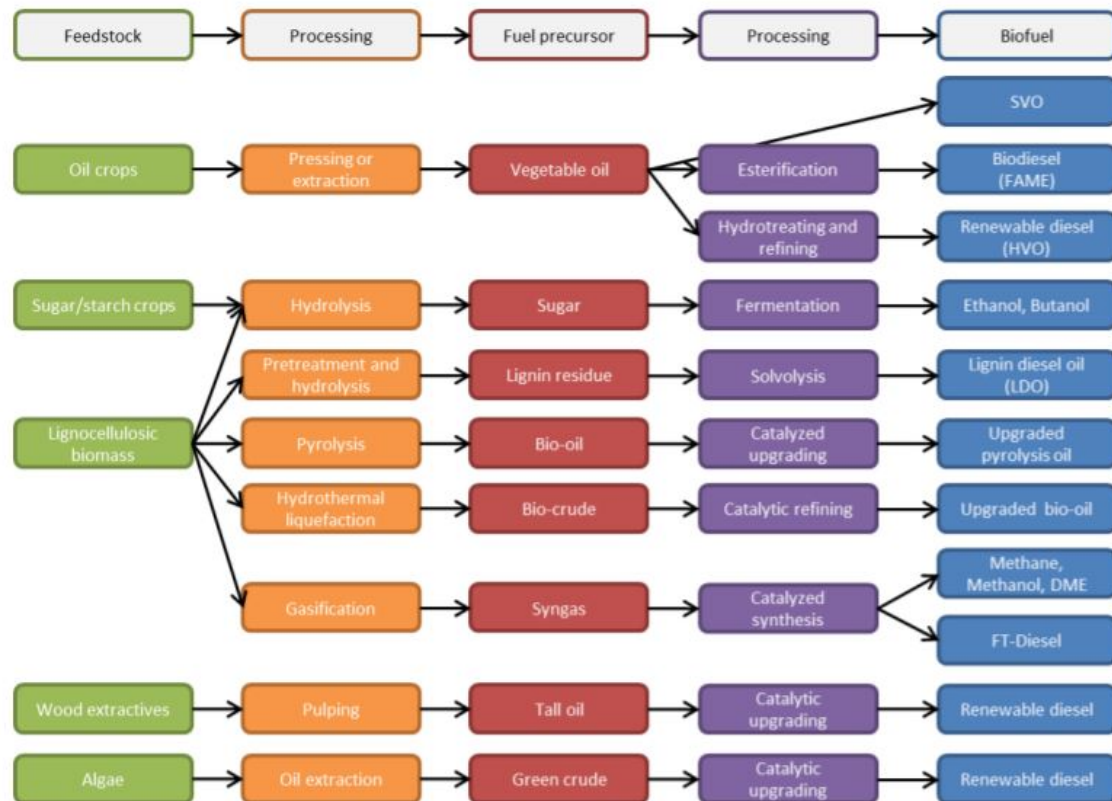 Feedstock
Processing
Fuel precursor
Processing
Biofuel
SVO
Oil crops
Pressing or
extraction
Vegetable oil
Esterification
Biodiesel
(FAME)
Hydrotreating and
refining
Renewable diesel
(HVO)
Sugar/starch crops
Hydrolysis
Sugar
Fermentation
Ethanol, Butanol
Pretreatment and
hydrolysis
Lignin residue
Solvolysis
Lignin diesel oil
(LDO)
Lignocellulosic
biomass
Pyrolysis
Bio-oil
Catalyzed
upgrading
Upgraded
pyrolysis oil
Hydrothermal
liquefaction
Bio-crude
Catalytic refining
Upgraded bio-oil
Gasification
Syngas
Catalyzed
synthesis
Methane,
Methanol, DME
FT-Diesel
Wood extractives
Pulping
Tall oil
Catalytic
upgrading
Renewable diesel
Algae
Oil extraction
Green crude
Catalytic
upgrading
Renewable diesel